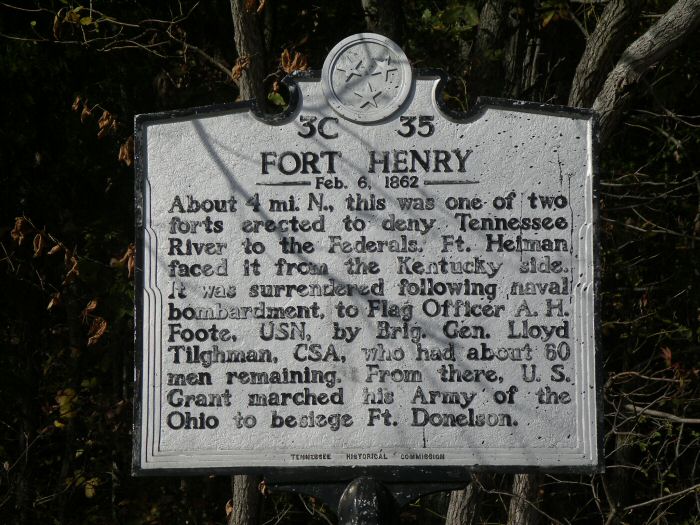 3C 35
FORT HENRY
Feb. 6, 1862
About 4 mi. N., this was one of two
forts erected to deny Tennessee
River to the Federals. Ft. Heiman
faced it from the Kentucky side.
It was surrendered following naval
bombardment, to Flag Officer A. H.
Foote, USN, by Brig. Gen. Lloyd
Tilghman, CSA, who had about 60
men remaining. From there, U. S.
Grant marched his Army of the
Ohio to besiege Ft. Donelson.
TENNESSEE HISTORICAL COMMISSION